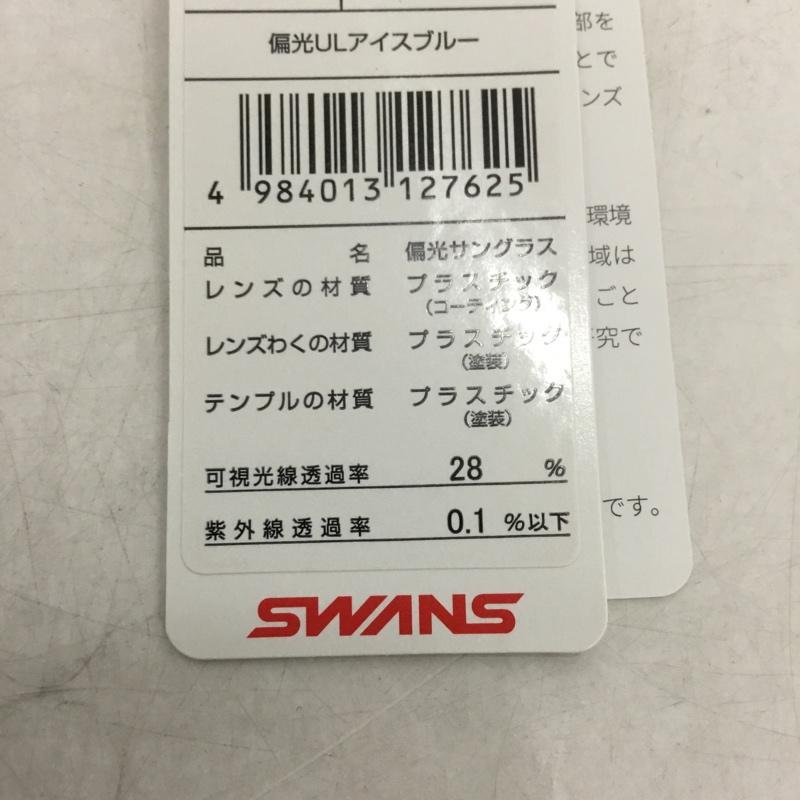 偏光ULアイスブルー
4 984013 127625
品 名 偏光サングラス
レンズの材質 プラスチック
(コーティング)
レンズわくの材質 プラスチック
(塗装)
テンプルの材質 プラスチック
(塗装)
可視光線透過率 28 %
紫外線透過率 0.1 %以下
SWANS
部を
とで
ンズ
環境
域は
ごと
究で
です。